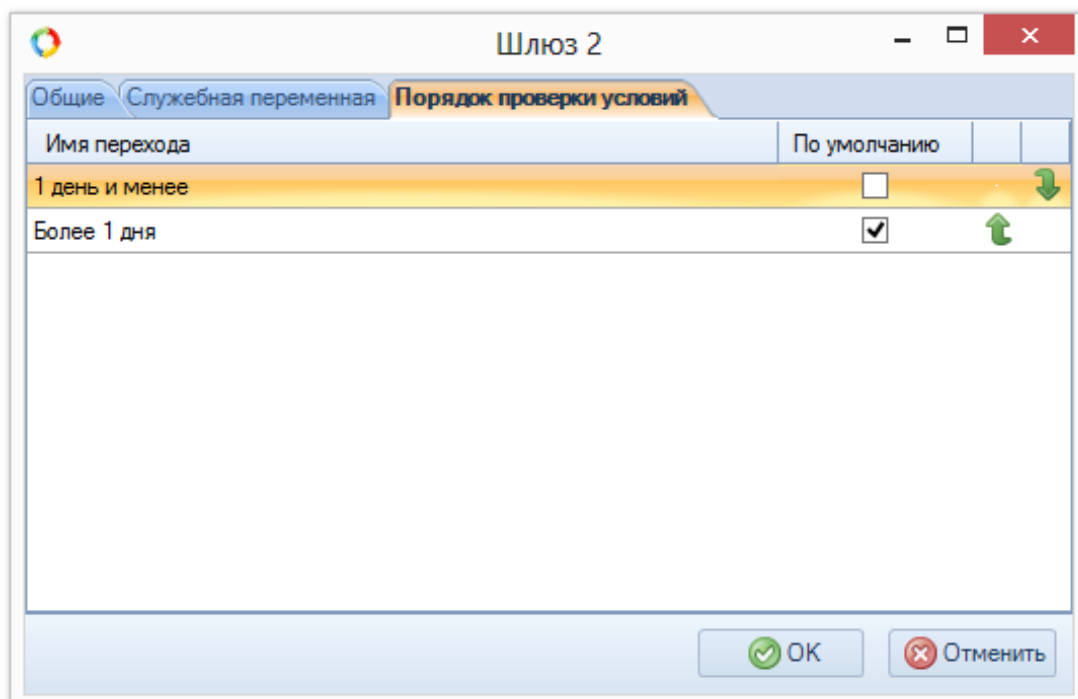 Шлюз 2
Общие Служебная переменная Порядок проверки условий
Имя перехода По умолчанию
1 день и менее
Более 1 дня
OK Отменить